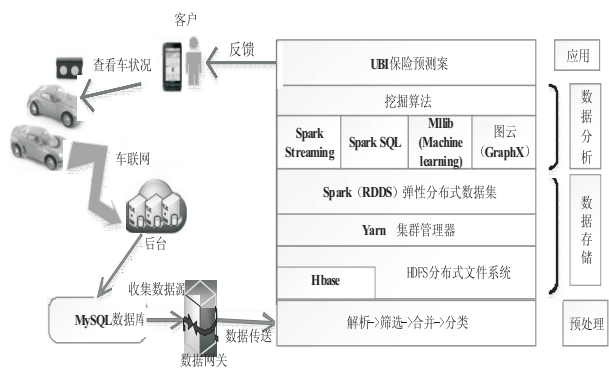 客户
反馈
查看车状况
车联网
后台
收集数据源
MySQL数据库
数据传送
数据网关
UBI保险预测案
挖掘算法
Spark
Streaming
Spark SQL
Mllib
(Machine
learning)
图云
(GraphX)
Spark（RDDS）弹性分布式数据集
Yarn 集群管理器
Hbase
HDFS分布式文件系统
解析->筛选->合并->分类
应用
数据分析
数据存储
预处理